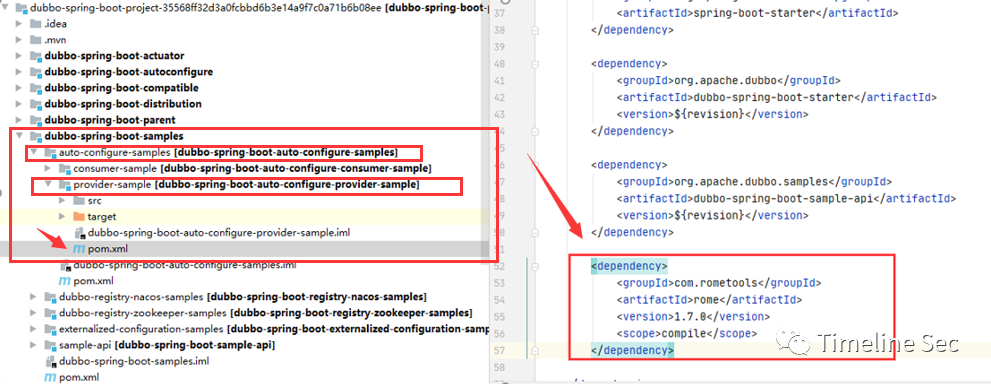 dubbo-spring-boot-project-35568ff32d3a0fcbbd6b3e14a9f7c0a71b6b08ee [dubbo-spring-boot-p
.idea
.mvn
dubbo-spring-boot-actuator
dubbo-spring-boot-autoconfigure
dubbo-spring-boot-compatible
dubbo-spring-boot-distribution
dubbo-spring-boot-parent
dubbo-spring-boot-samples
auto-configure-samples [dubbo-spring-boot-auto-configure-samples]
consumer-sample [dubbo-spring-boot-auto-configure-consumer-sample]
provider-sample [dubbo-spring-boot-auto-configure-provider-sample]
src
target
dubbo-spring-boot-auto-configure-provider-sample.iml
pom.xml
dubbo-spring-boot-auto-configure-samples.iml
pom.xml
dubbo-registry-nacos-samples [dubbo-spring-boot-registry-nacos-samples]
dubbo-registry-zookeeper-samples [dubbo-spring-boot-registry-zookeeper-samples]
externalized-configuration-samples [dubbo-spring-boot-externalized-configuration-samp
sample-api [dubbo-spring-boot-sample-api]
dubbo-spring-boot-samples.iml
pom.xml
37 <artifactId>spring-boot-starter</artifactId>
38 </dependency>
39
40 <dependency>
41 <groupId>org.apache.dubbo</groupId>
42 <artifactId>dubbo-spring-boot-starter</artifactId>
43 <version>${revision}</version>
44 </dependency>
45
46 <dependency>
47 <groupId>org.apache.dubbo.samples</groupId>
48 <artifactId>dubbo-spring-boot-sample-api</artifactId>
49 <version>${revision}</version>
50 </dependency>
51
52 <dependency>
53 <groupId>com.rometools</groupId>
54 <artifactId>rome</artifactId>
55 <version>1.7.0</version>
56 <scope>compile</scope>
57 </dependency>
58
Timeline Sec